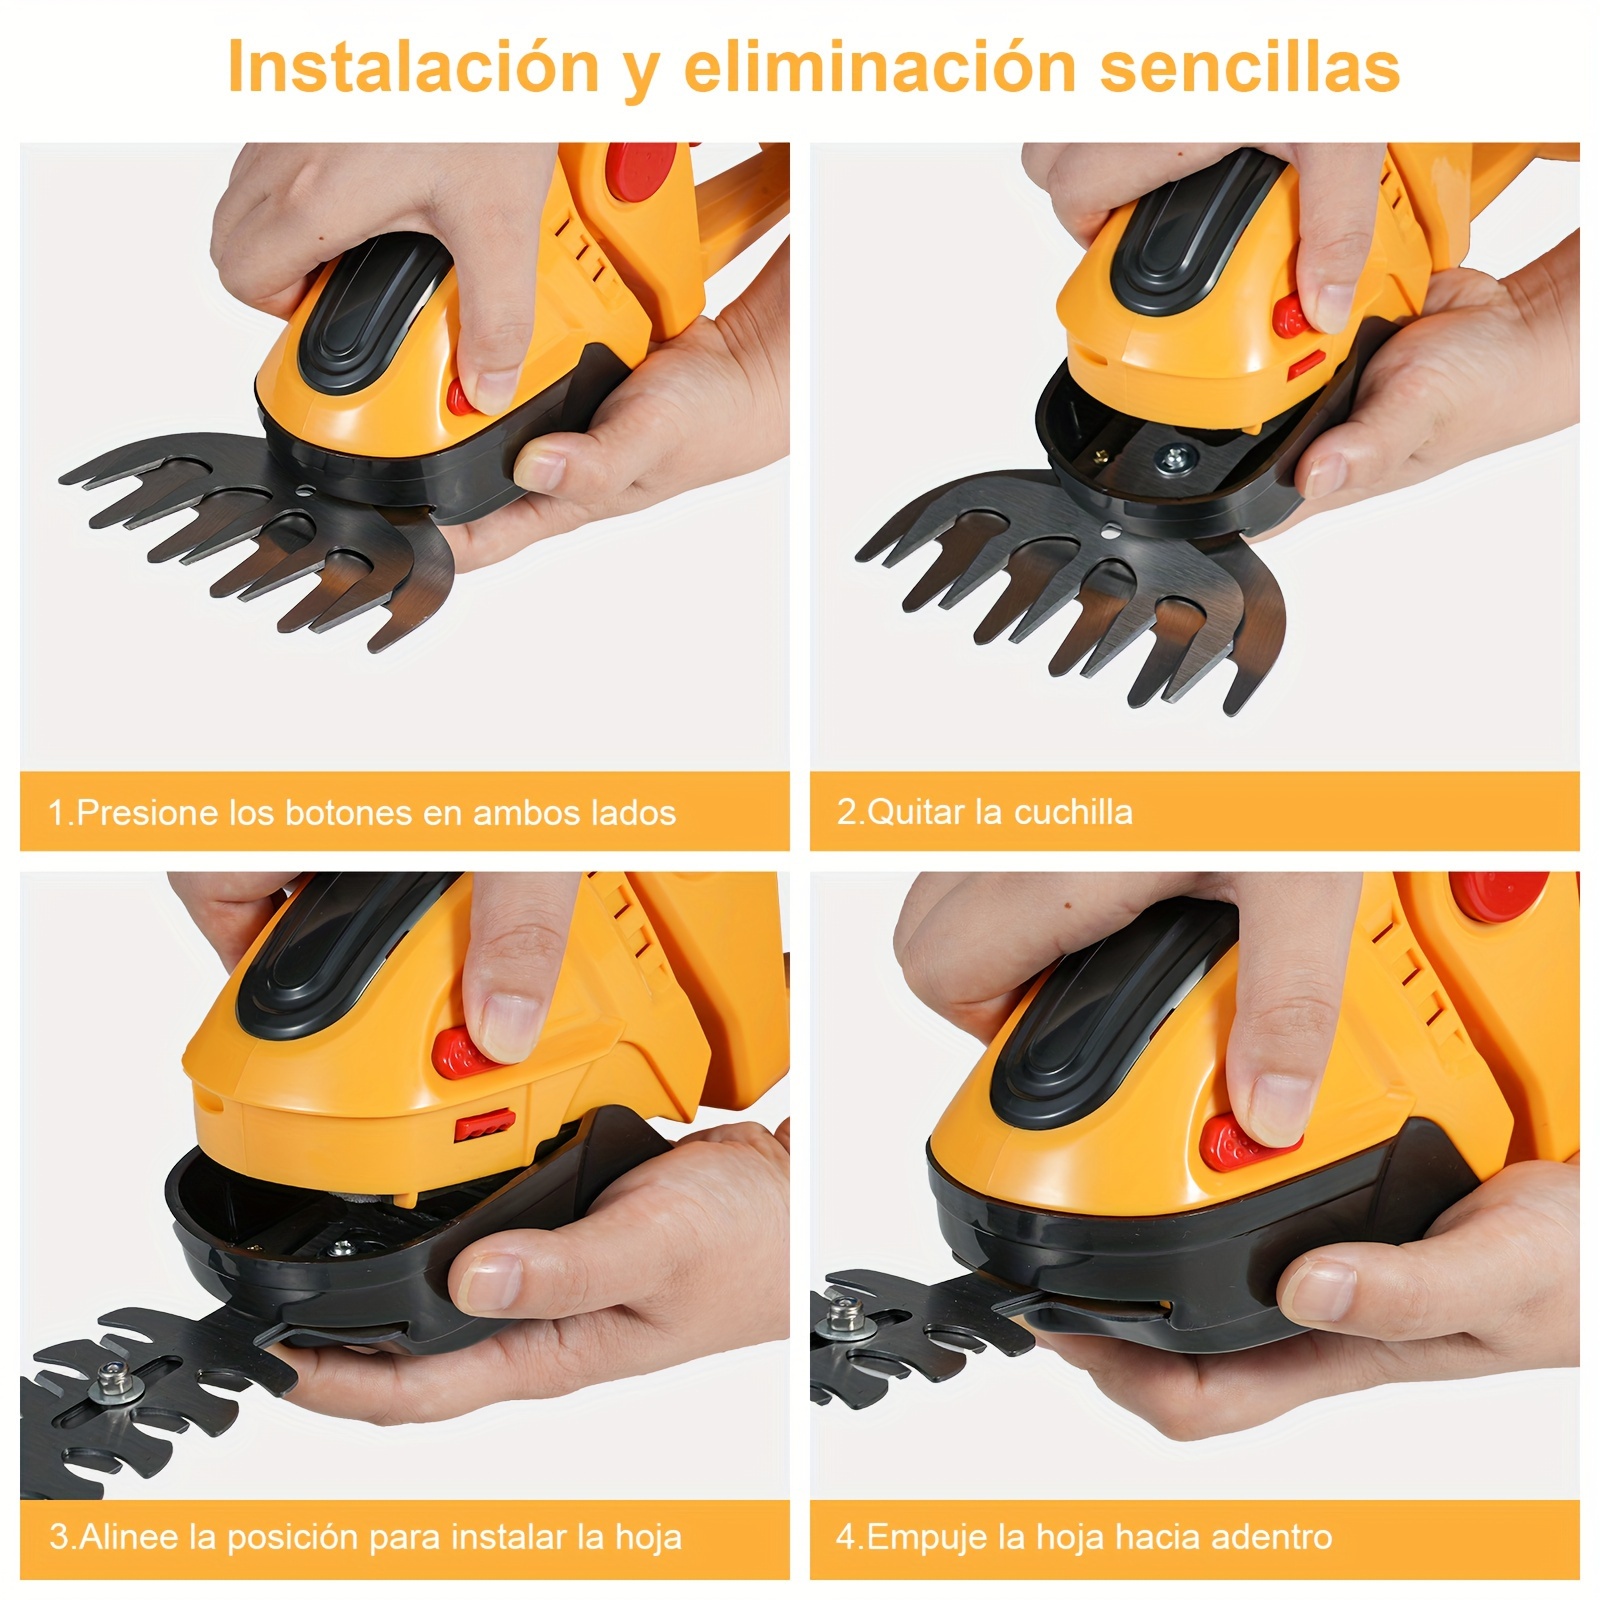 Instalación y eliminación sencillas
1.Presione los botones en ambos lados
2.Quitar la cuchilla
3.Alinee la posición para instalar la hoja
4.Empuje la hoja hacia adentro